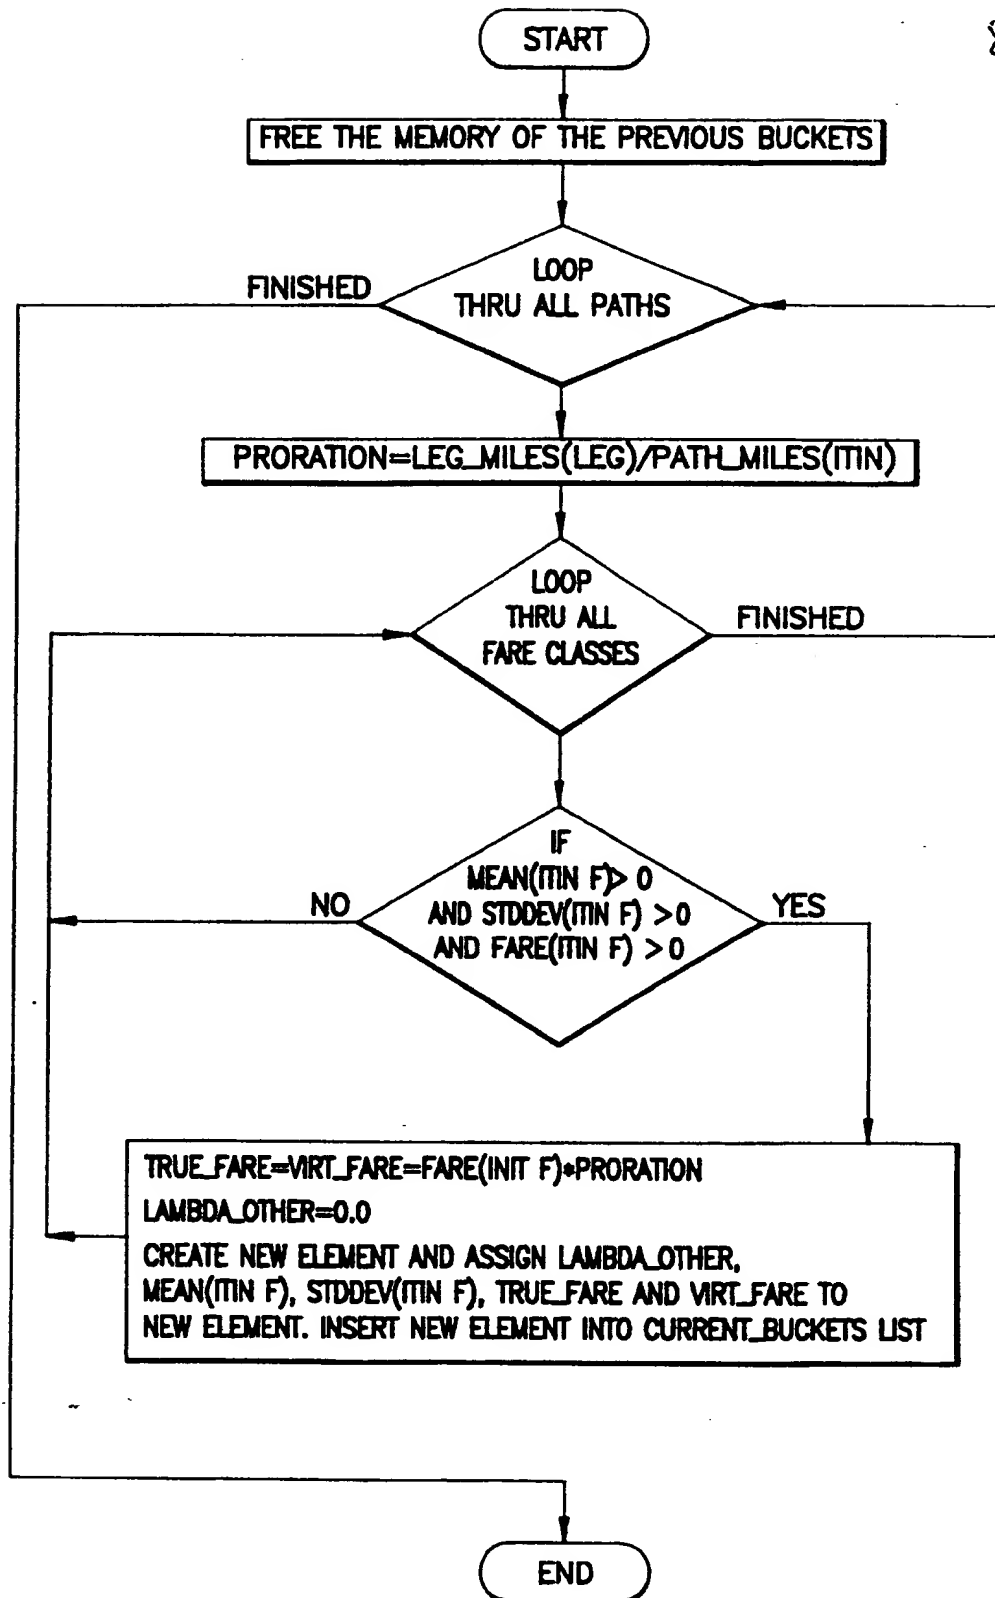 START
FREE THE MEMORY OF THE PREVIOUS BUCKETS
LOOP
THRU ALL PATHS
FINISHED
PRORATION=LEG_MILES(LEG)/PATH_MILES(ITIN)
LOOP
THRU ALL
FARE CLASSES
FINISHED
IF
MEAN(ITIN F)> 0
AND STDDEV(ITIN F) >0
AND FARE(ITIN F) >0
NO
YES
TRUE_FARE=VIRT_FARE=FARE(INIT F)*PRORATION
LAMBDA_OTHER=0.0
CREATE NEW ELEMENT AND ASSIGN LAMBDA_OTHER,
MEAN(ITIN F), STDDEV(ITIN F), TRUE_FARE AND VIRT_FARE TO
NEW ELEMENT. INSERT NEW ELEMENT INTO CURRENT_BUCKETS LIST
END